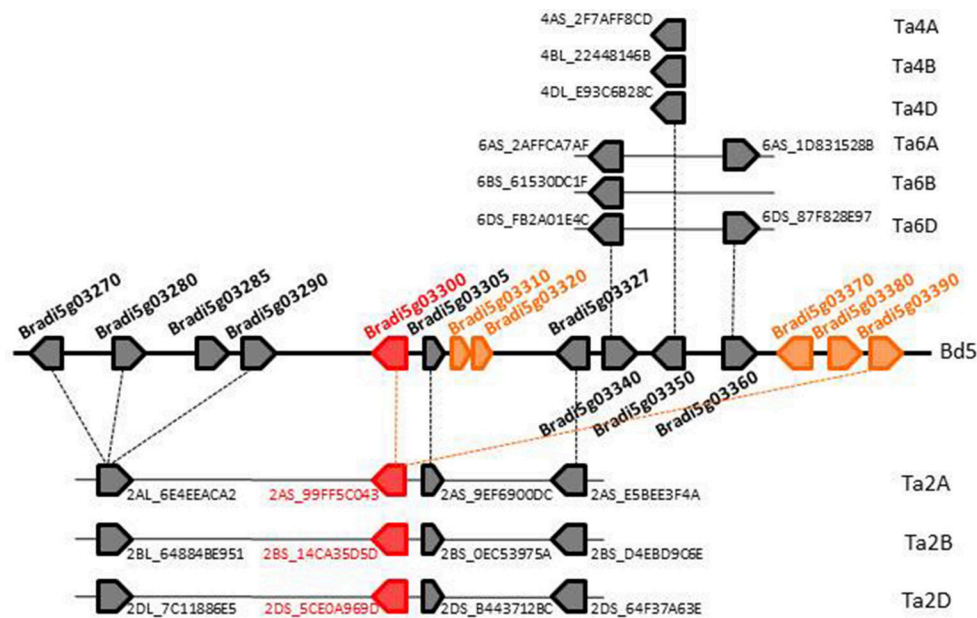 4AS_2F7AFF8CD Ta4A
4BL_22448146B Ta4B
4DL_E93C6B28C Ta4D
6AS_2AFFCA7AF 6AS_1D831528B Ta6A
6BS_61530DC1F Ta6B
6DS_FB2A01E4C 6DS_87F828E97 Ta6D
Bradi5g03270
Bradi5g03280
Bradi5g03285
Bradi5g03290
Bradi5g03300
Bradi5g03305
Bradi5g03310
Bradi5g03320
Bradi5g03327
Bradi5g03370
Bradi5g03380
Bradi5g03390
Bd5
Bradi5g03340
Bradi5g03350
Bradi5g03360
2AL_6E4EEACA2 2AS_99FF5C043 2AS_9EF6900DC 2AS_E5BEE3F4A Ta2A
2BL_64884BE951 2BS_14CA35D5D 2BS_0EC53975A 2BS_D4EBD9C6E Ta2B
2DL_7C11886E5 2DS_5CE0A969D 2DS_B443712BC 2DS_64F37A63E Ta2D